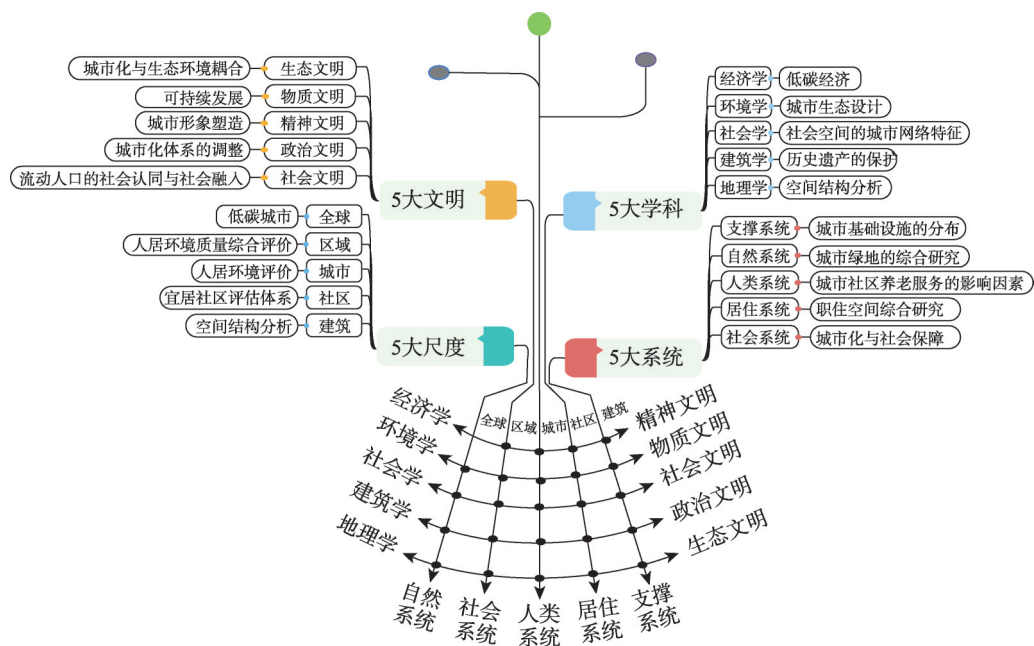 城市化与生态环境耦合 生态文明
可持续发展 物质文明
城市形象塑造 精神文明
城市化体系的调整 政治文明
流动人口的社会认同与社会融入 社会文明
5大文明
低碳城市 全球
人居环境质量综合评价 区域
人居环境评价 城市
宜居社区评估体系 社区
空间结构分析 建筑
5大尺度
经济学 低碳经济
环境学 城市生态设计
社会学 社会空间的城市网络特征
建筑学 历史遗产的保护
地理学 空间结构分析
5大学科
支撑系统 城市基础设施的分布
自然系统 城市绿地的综合研究
人类系统 城市社区养老服务的影响因素
居住系统 职住空间综合研究
社会系统 城市化与社会保障
5大系统
全球 区域 城市 社区 建筑
经济学 精神文明
环境学 物质文明
社会学 社会文明
建筑学 政治文明
地理学 生态文明
自然
系统
社会
系统
人类
系统
居住
系统
支撑
系统